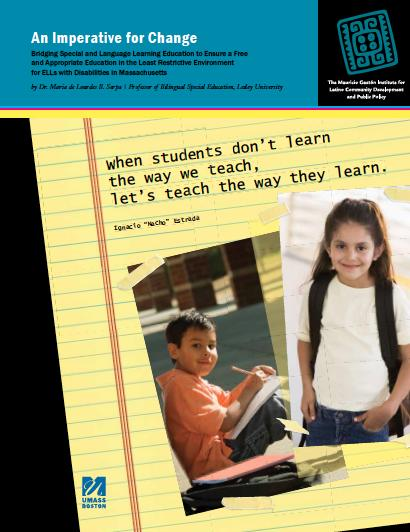 An Imperative for Change
Bridging Special and Language Learning Education to Ensure a Free
and Appropriate Education in the Least Restrictive Environment
for ELLs with Disabilities in Massachusetts
by Dr. Maria de Lourdes B. Serpa | Professor of Bilingual Special Education, Lesley University
The Mauricio Gastón Institute for
Latino Community Development
and Public Policy
When students don't learn
the way we teach,
let's teach the way they learn.
Ignacio "Nacho" Estrada
UMASS
BOSTON